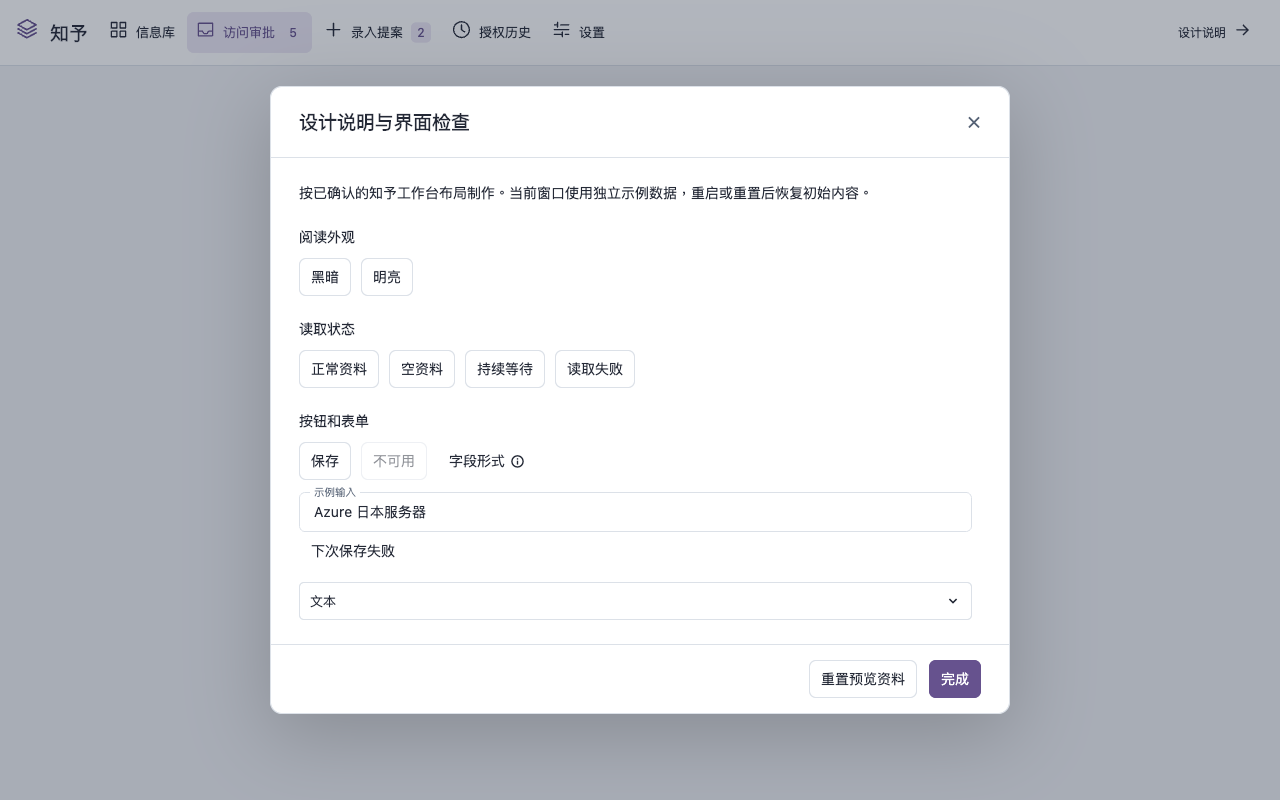 知予 信息库 访问审批 5 录入提案 2 授权历史 设置 设计说明
设计说明与界面检查
按已确认的知予工作台布局制作。当前窗口使用独立示例数据，重启或重置后恢复初始内容。
阅读外观
黑暗 明亮
读取状态
正常资料 空资料 持续等待 读取失败
按钮和表单
保存 不可用 字段形式
示例输入
Azure 日本服务器
下次保存失败
文本
重置预览资料 完成